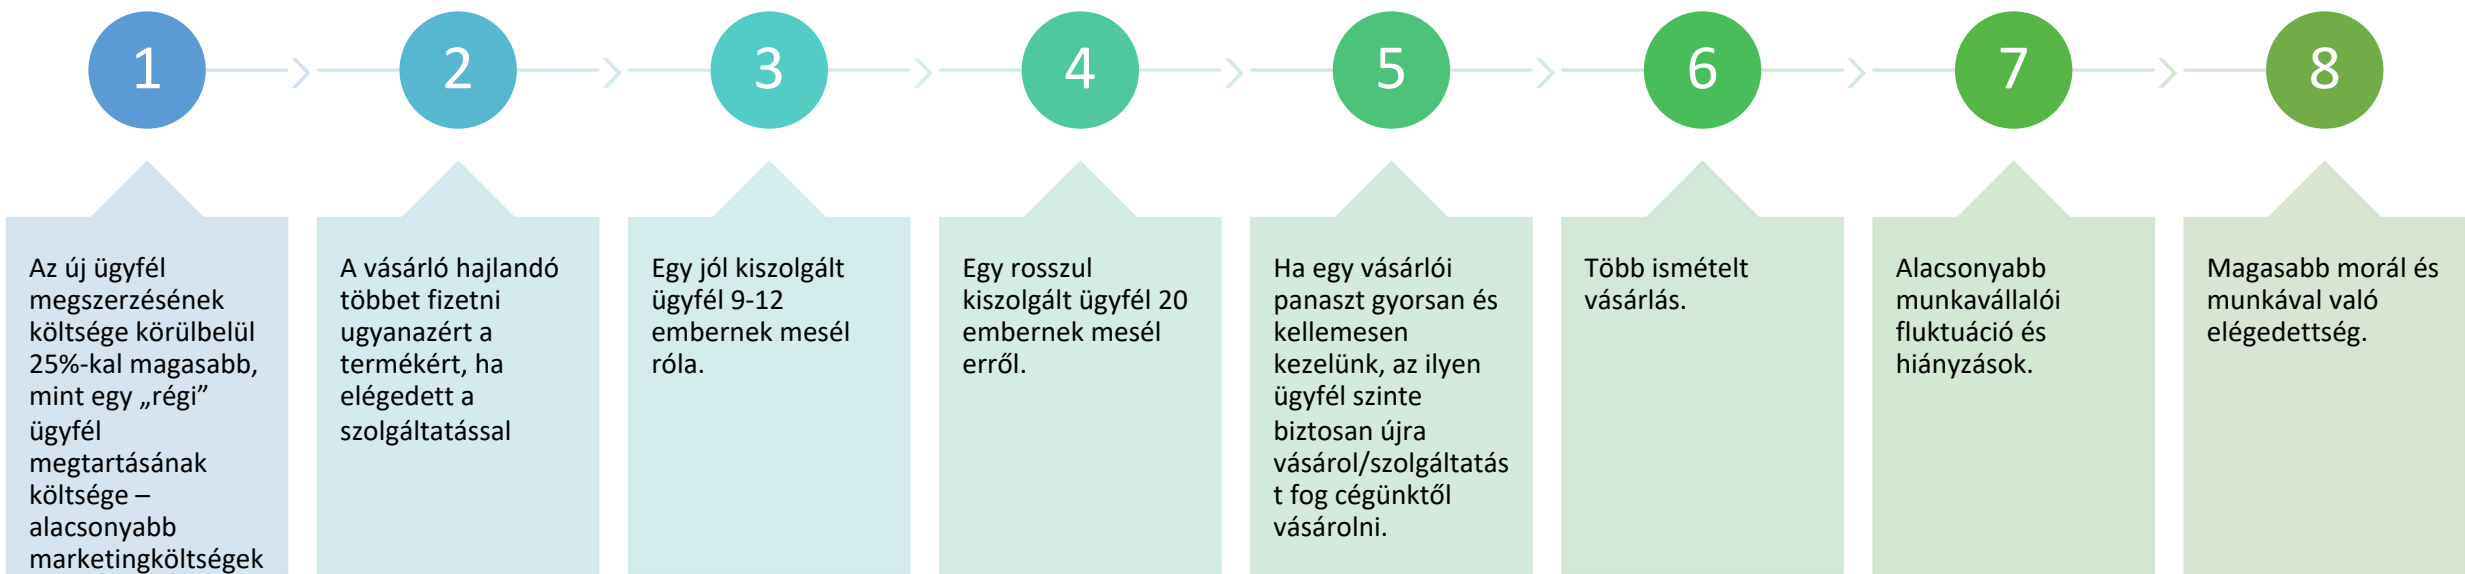 1
2
3
4
5
6
7
8
Az új ügyfél
megszerzésének
költsége körülbelül
25%-kal magasabb,
mint egy „régi”
ügyfél
megtartásának
költsége –
alacsonyabb
marketingköltségek
A vásárló hajlandó
többet fizetni
ugyanazért a
termékért, ha
elégedett a
szolgáltatással
Egy jól kiszolgált
ügyfél 9-12
embernek mesél
róla.
Egy rosszul
kiszolgált ügyfél 20
embernek mesél
erről.
Ha egy vásárlói
panaszt gyorsan és
kellemesen
kezelünk, az ilyen
ügyfél szinte
biztosan újra
vásárol/szolgáltatás
t fog cégünktől
vásárolni.
Több ismételt
vásárlás.
Alacsonyabb
munkavállalói
fluktuáció és
hiányzások.
Magasabb morál és
munkával való
elégedettség.